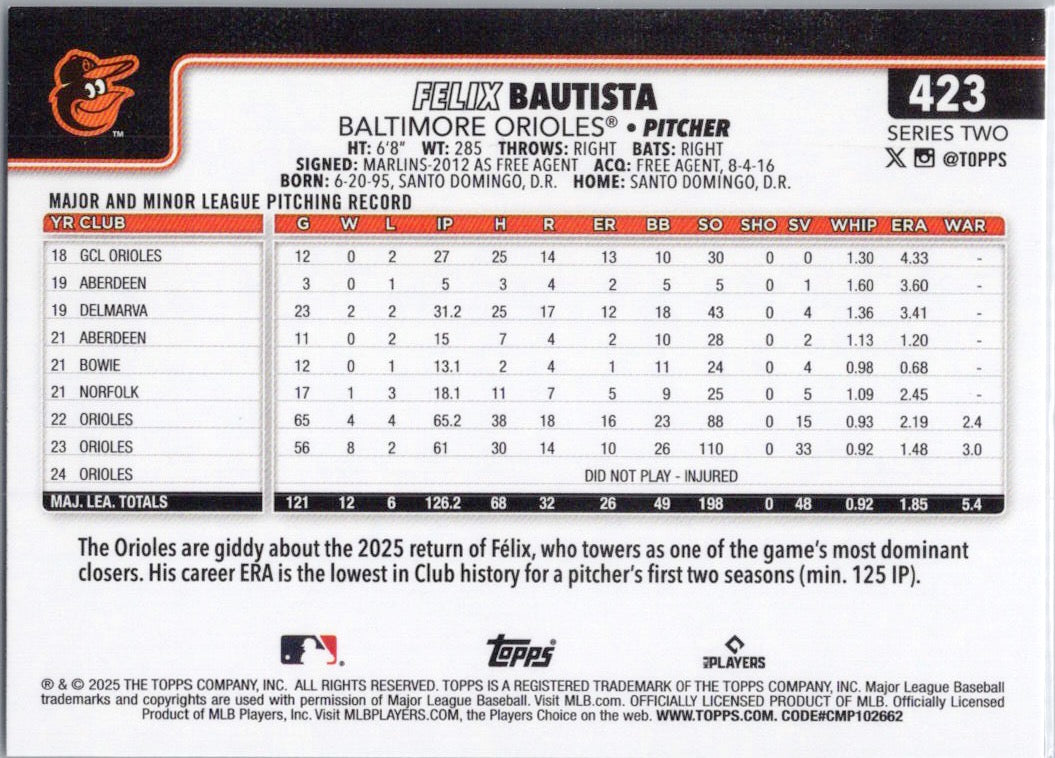 ™
FELIX BAUTISTA
423
BALTIMORE ORIOLES® • PITCHER
SERIES TWO
HT: 6'8" WT: 285 THROWS: RIGHT BATS: RIGHT
@TOPPS
SIGNED: MARLINS-2012 AS FREE AGENT ACQ: FREE AGENT, 8-4-16
BORN: 6-20-95, SANTO DOMINGO, D.R. HOME: SANTO DOMINGO, D.R.
MAJOR AND MINOR LEAGUE PITCHING RECORD
YR CLUB G W L IP H R ER BB SO SHO SV WHIP ERA WAR
18 GCL ORIOLES 12 0 2 27 25 14 13 10 30 0 0 1.30 4.33 -
19 ABERDEEN 3 0 1 5 3 4 2 5 5 0 1 1.60 3.60 -
19 DELMARVA 23 2 2 31.2 25 17 12 18 43 0 4 1.36 3.41 -
21 ABERDEEN 11 0 2 15 7 4 2 10 28 0 2 1.13 1.20 -
21 BOWIE 12 0 1 13.1 2 4 1 11 24 0 4 0.98 0.68 -
21 NORFOLK 17 1 3 18.1 11 7 5 9 25 0 5 1.09 2.45 -
22 ORIOLES 65 4 4 65.2 38 18 16 23 88 0 15 0.93 2.19 2.4
23 ORIOLES 56 8 2 61 30 14 10 26 110 0 33 0.92 1.48 3.0
24 ORIOLES DID NOT PLAY - INJURED
MAJ. LEA. TOTALS 121 12 6 126.2 68 32 26 49 198 0 48 0.92 1.85 5.4
The Orioles are giddy about the 2025 return of Félix, who towers as one of the game's most dominant
closers. His career ERA is the lowest in Club history for a pitcher's first two seasons (min. 125 IP).
Topps® MLB PLAYERS
® & © 2025 THE TOPPS COMPANY, INC. ALL RIGHTS RESERVED. TOPPS IS A REGISTERED TRADEMARK OF THE TOPPS COMPANY, INC. Major League Baseball
trademarks and copyrights are used with permission of Major League Baseball. Visit MLB.com. OFFICIALLY LICENSED PRODUCT OF MLB. Officially Licensed
Product of MLB Players, Inc. Visit MLBPLAYERS.COM, the Players Choice on the web. WWW.TOPPS.COM. CODE#CMP102662